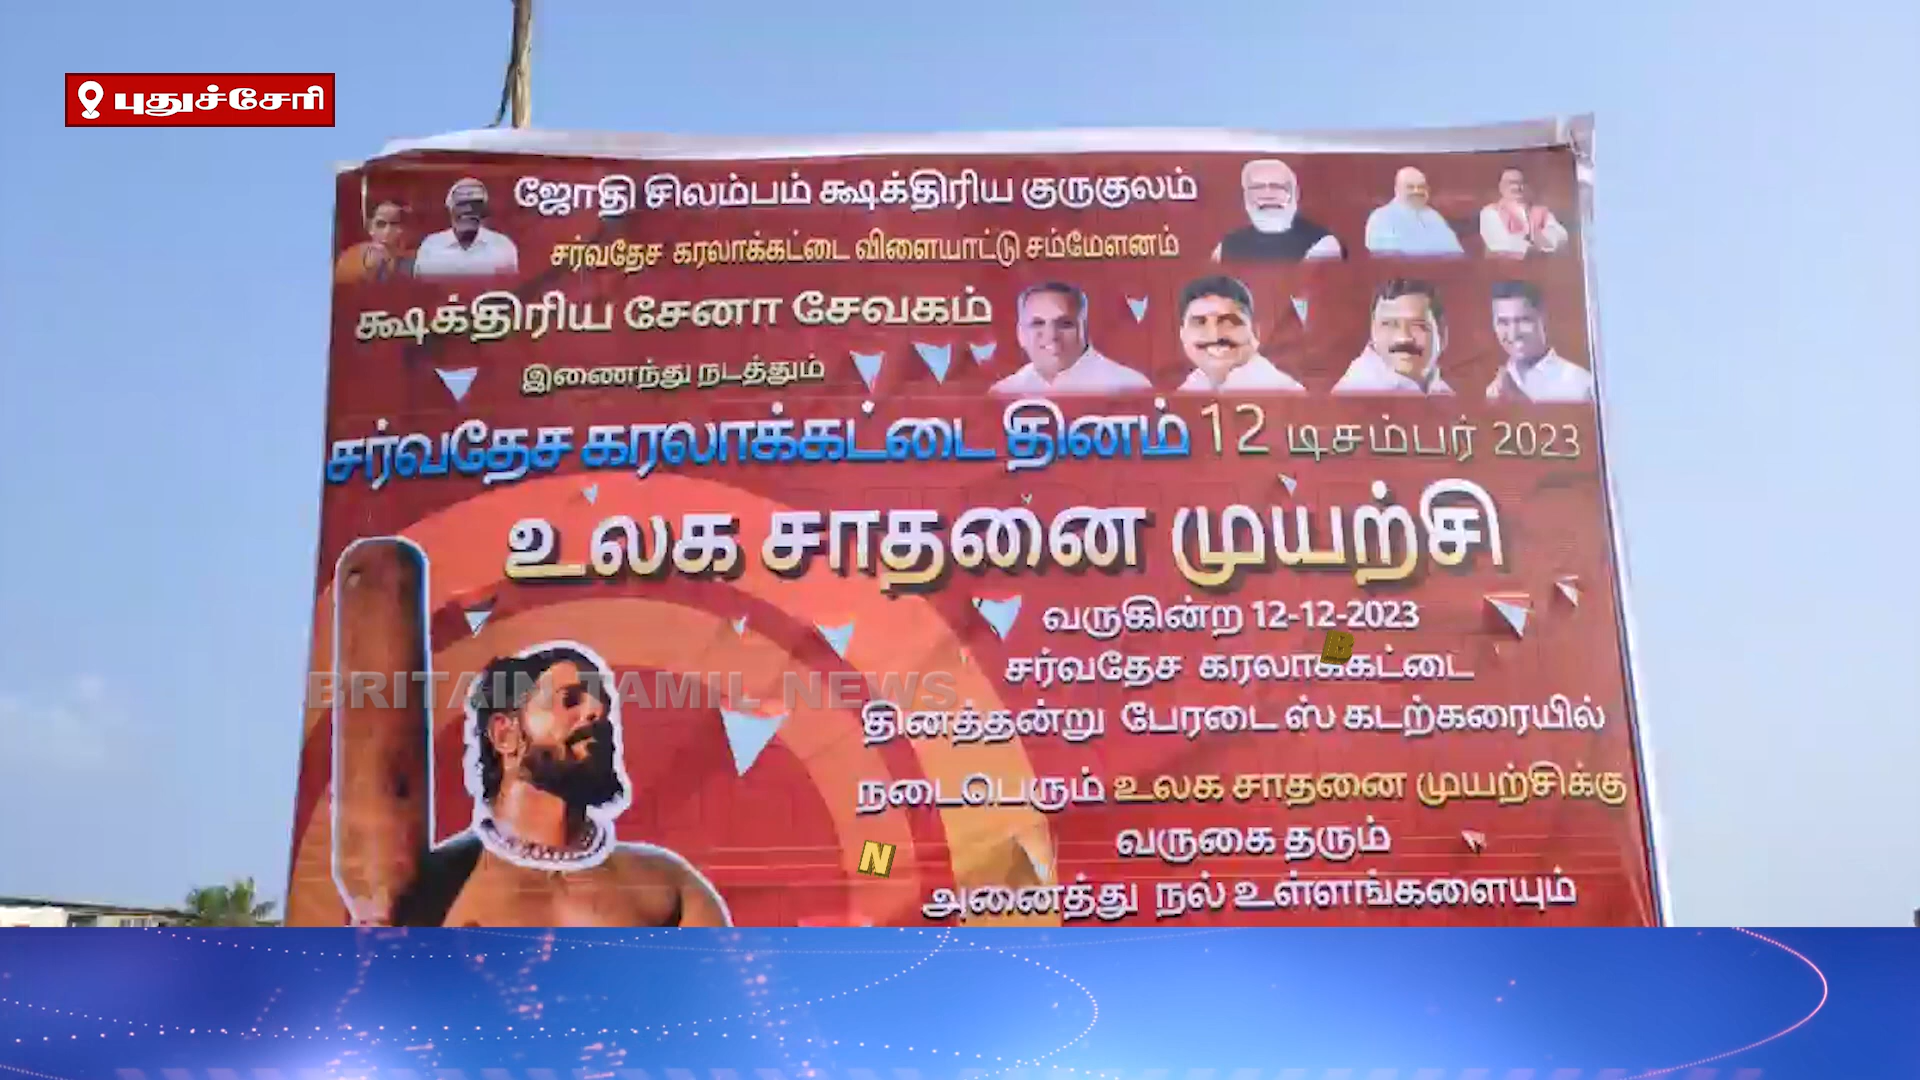 புதுச்சேரி
ஜோதி சிலம்பம் க்ஷக்திரிய குருகுலம்
சர்வதேச கரலாக்கட்டை விளையாட்டு சம்மேளனம்
க்ஷக்திரிய சேனா சேவகம்
இணைந்து நடத்தும்
சர்வதேச கரலாக்கட்டை தினம் 12 டிசம்பர் 2023
உலக சாதனை முயற்சி
வருகின்ற 12-12-2023
சர்வதேச கரலாக்கட்டை
தினத்தன்று பேரடைஸ் கடற்கரையில்
நடைபெரும் உலக சாதனை முயற்சிக்கு
வருகை தரும்
அனைத்து நல் உள்ளங்களையும்
BRITAIN TAMIL NEWS
B
N